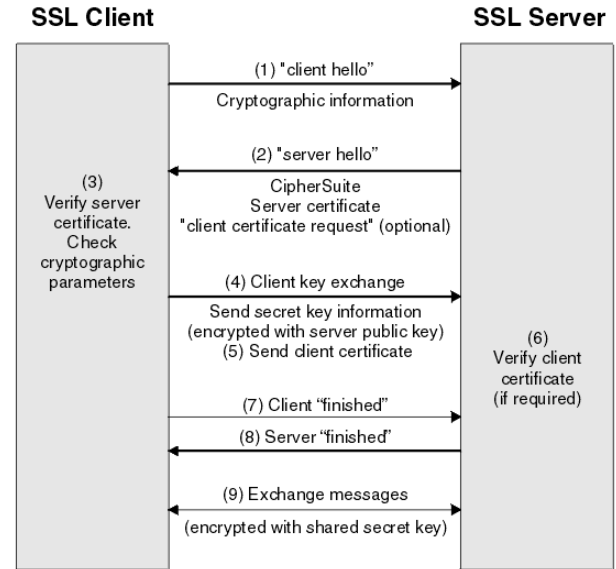 SSL Client
SSL Server
(1) "client hello”
Cryptographic information
(2) "server hello”
CipherSuite
Server certificate
"client certificate request" (optional)
(3)
Verify server
certificate.
Check
cryptographic
parameters
(4) Client key exchange
Send secret key information
(encrypted with server public key)
(5) Send client certificate
(6)
Verify client
certificate
(if required)
(7) Client “finished”
(8) Server “finished”
(9) Exchange messages
(encrypted with shared secret key)